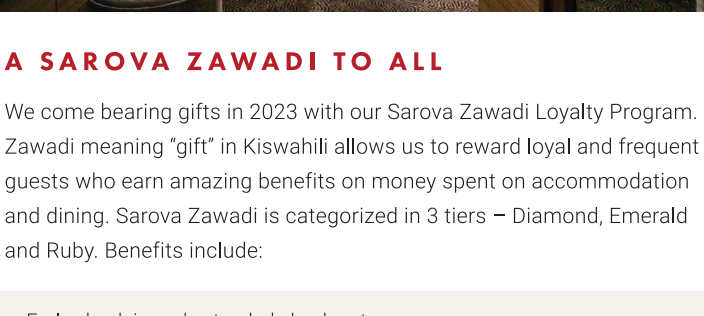 A SAROVA ZAWADI TO ALL
We come bearing gifts in 2023 with our Sarova Zawadi Loyalty Program.
Zawadi meaning “gift” in Kiswahili allows us to reward loyal and frequent
guests who earn amazing benefits on money spent on accommodation
and dining. Sarova Zawadi is categorized in 3 tiers – Diamond, Emerald
and Ruby. Benefits include: